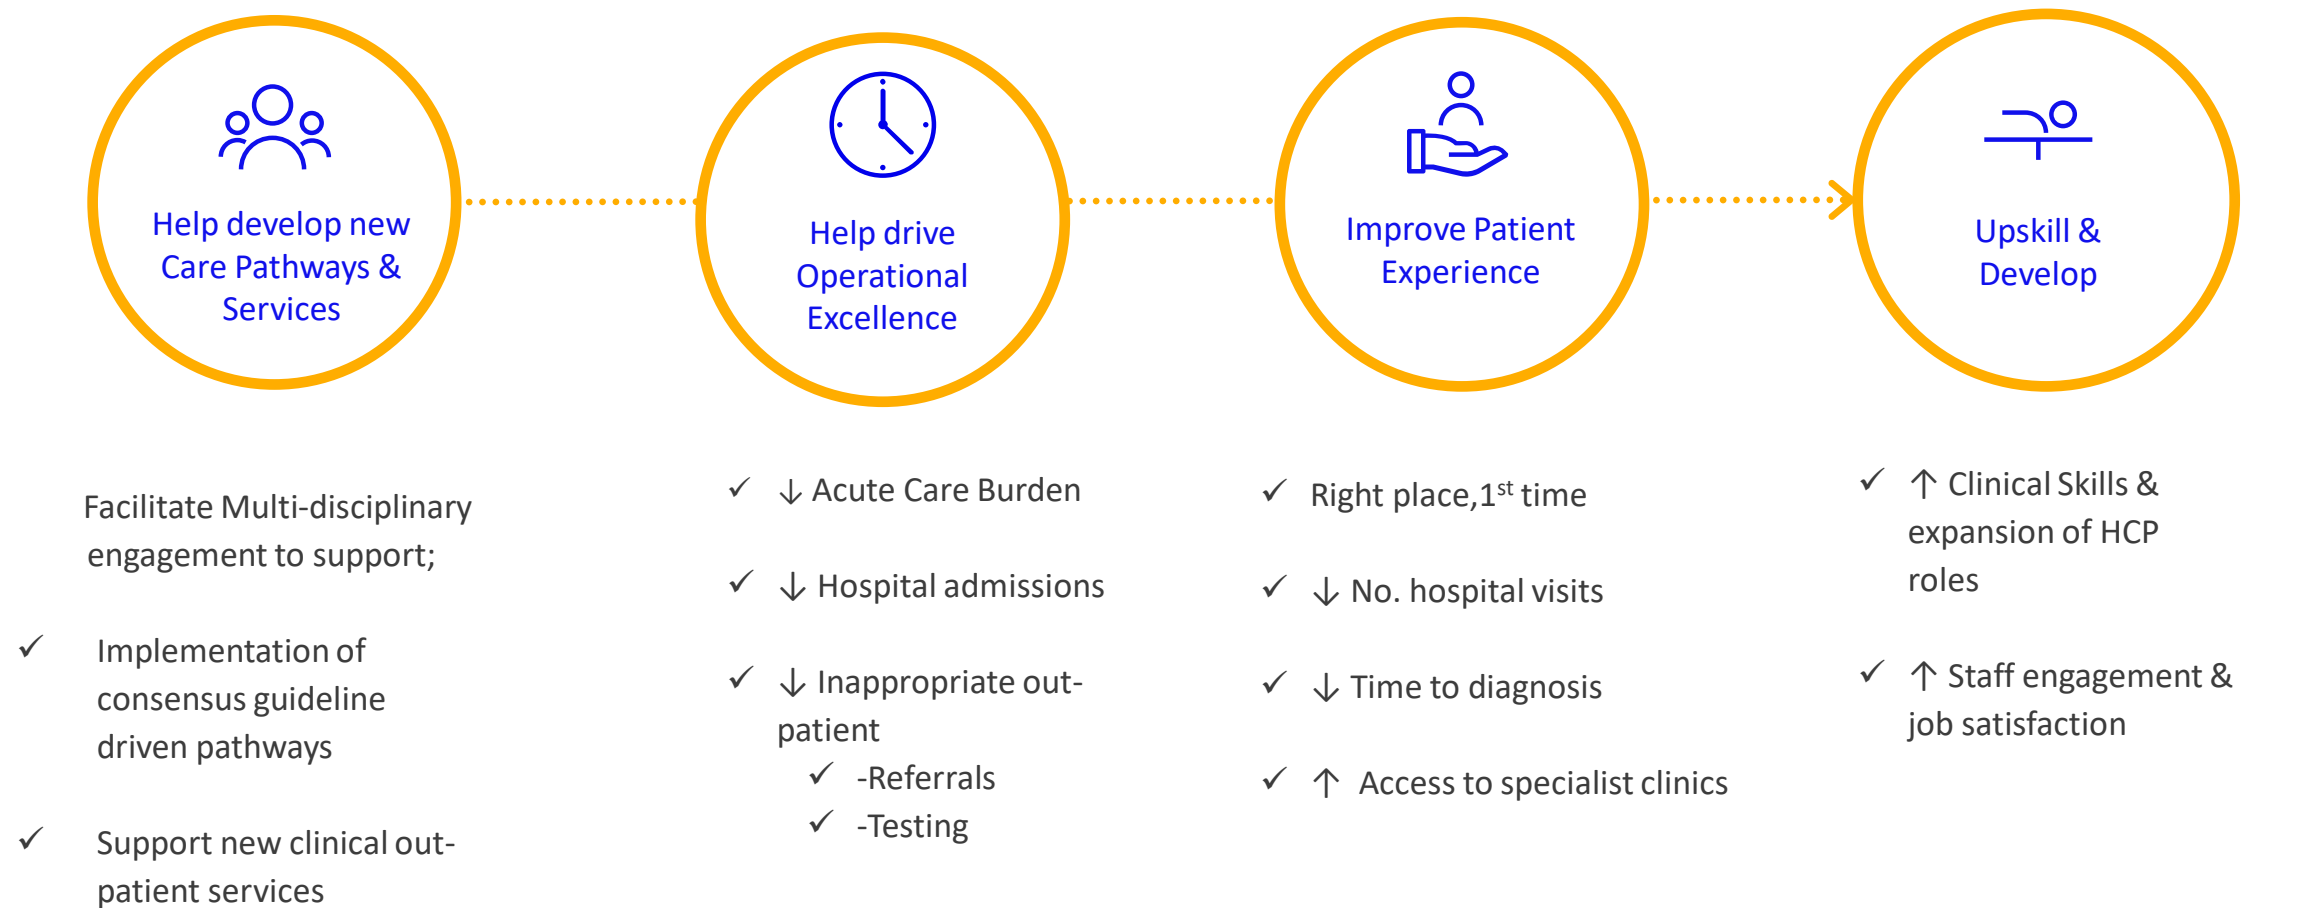 Help develop new
Care Pathways &
Services
Help drive
Operational
Excellence
Improve Patient
Experience
Upskill &
Develop
Facilitate Multi-disciplinary
engagement to support;
✓ Implementation of
consensus guideline
driven pathways
✓ Support new clinical out-
patient services
✓ ↓ Acute Care Burden
✓ ↓ Hospital admissions
✓ ↓ Inappropriate out-
patient
✓ -Referrals
✓ -Testing
✓ Right place,1st time
✓ ↓ No. hospital visits
✓ ↓ Time to diagnosis
✓ ↑ Access to specialist clinics
✓ ↑ Clinical Skills &
expansion of HCP
roles
✓ ↑ Staff engagement &
job satisfaction